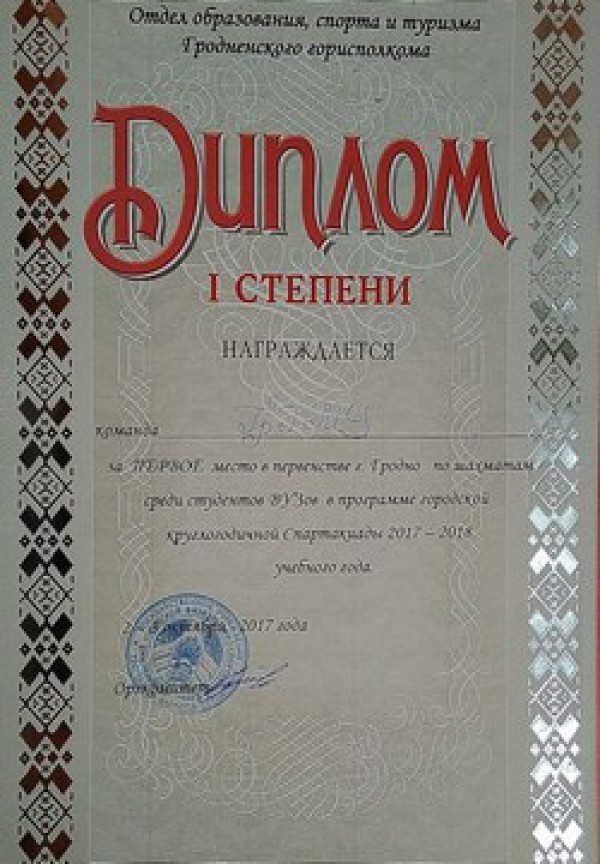 Отдел образования, спорта и туризма
Гродненского горисполкома
Диплом
I СТЕПЕНИ
НАГРАЖДАЕТСЯ
команда
за ПЕРВОЕ место в первенстве г. Гродно по шахматам
среди студентов ВУЗов в программе городской
круглогодичной Спартакиады 2017 – 2018
учебного года
2017 года
Оргкомитет